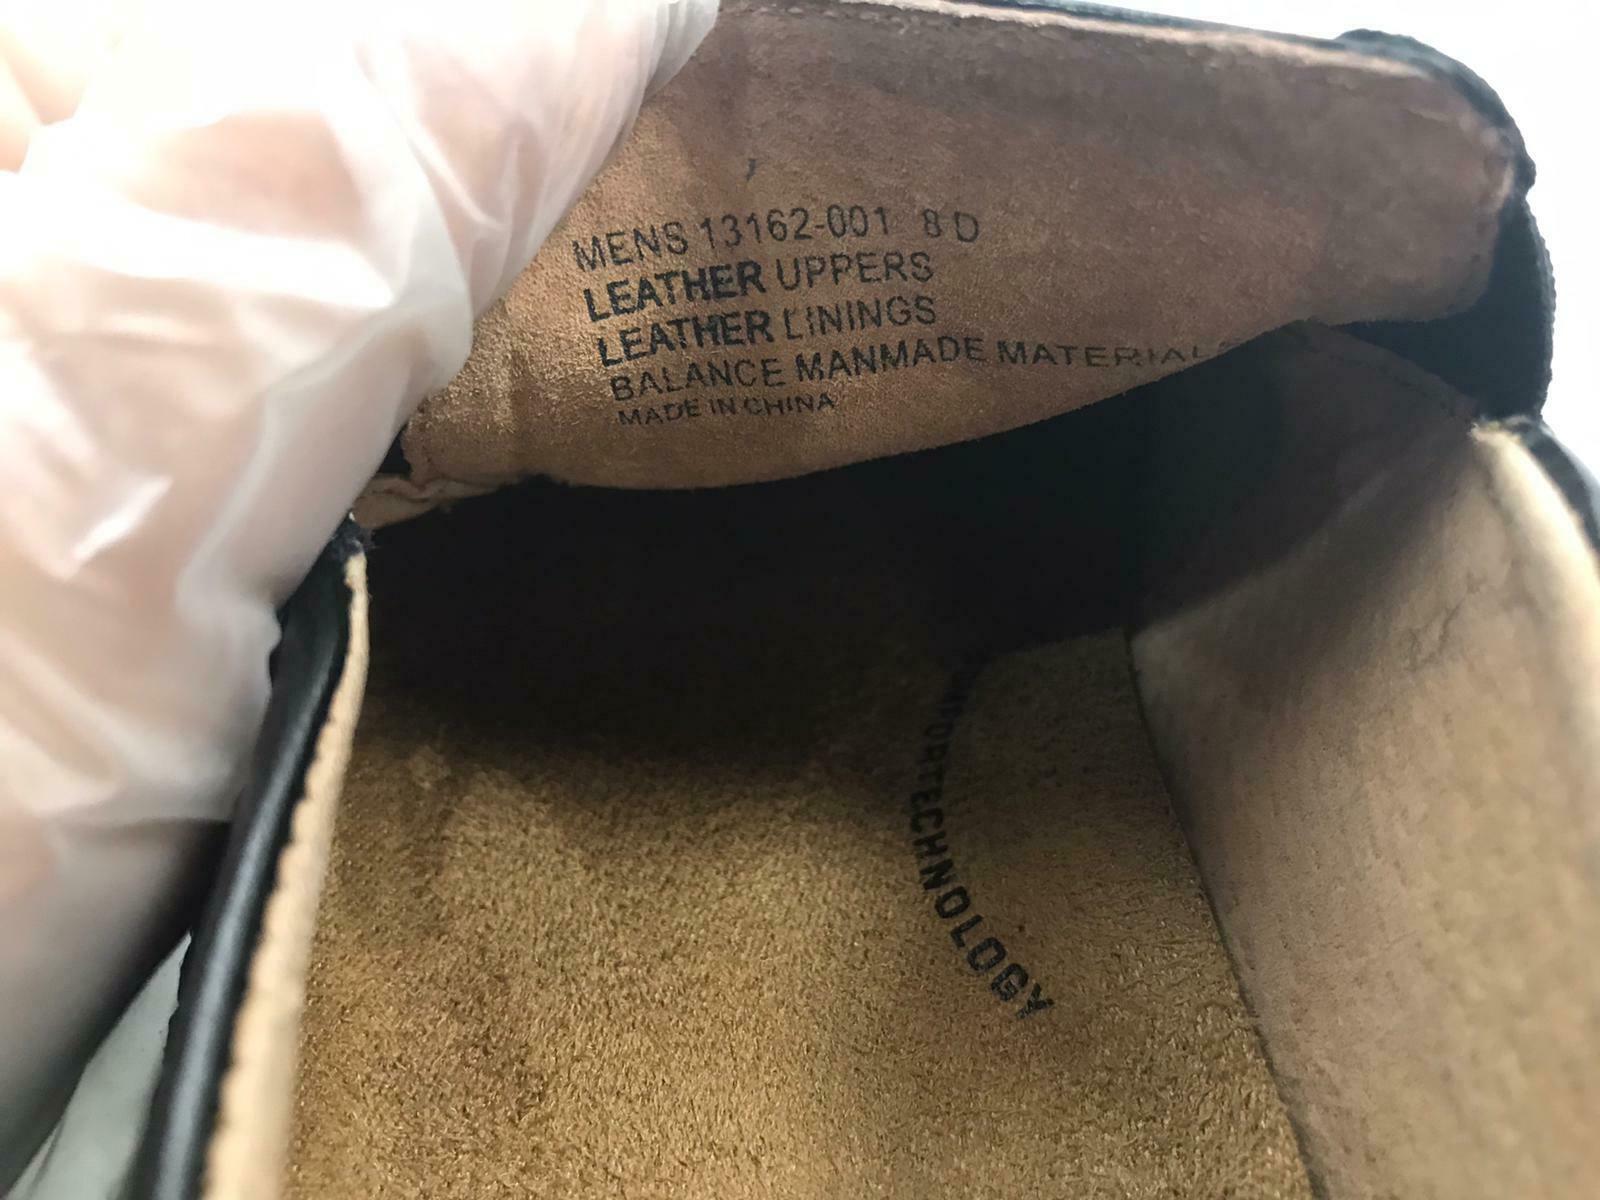 MENS 13162-001 8 D
LEATHER UPPERS
LEATHER LININGS
BALANCE MANMADE MATERIALS
MADE IN CHINA
TECHNOLOGY